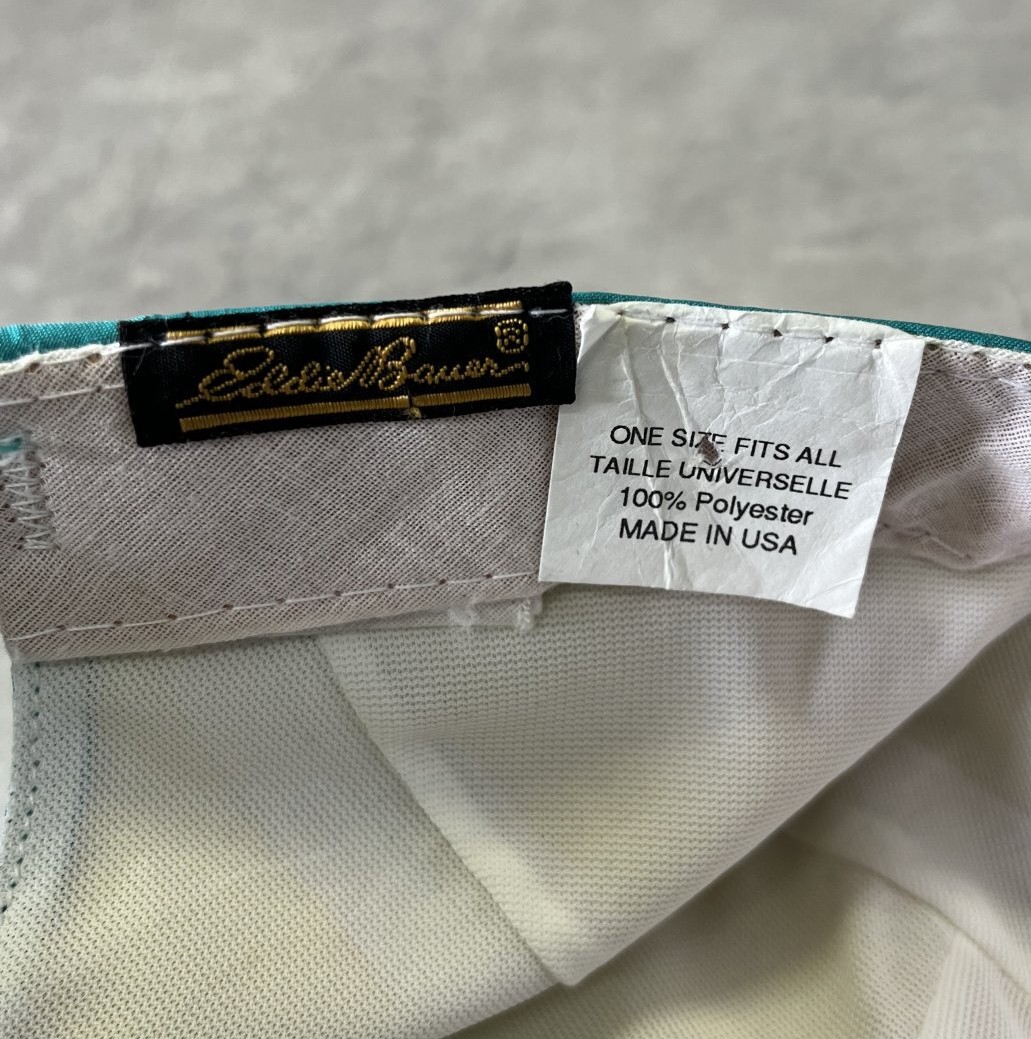 Eddie Bauer ®
ONE SIZE FITS ALL
TAILLE UNIVERSELLE
100% Polyester
MADE IN USA